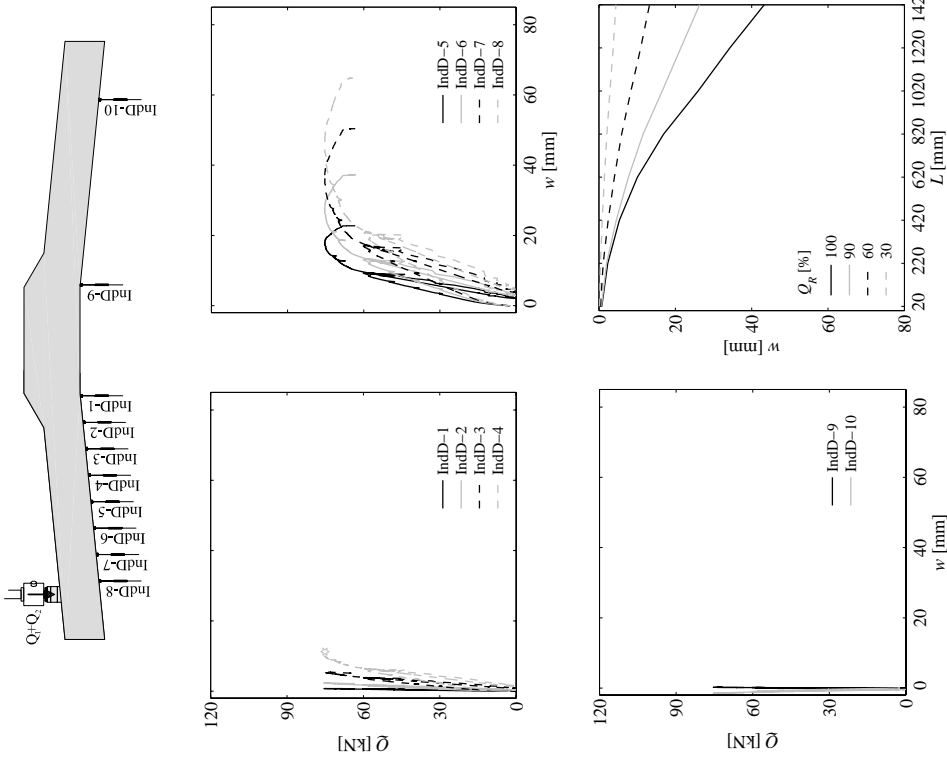 Q1+Q2
IndD-8
IndD-7
IndD-6
IndD-5
IndD-4
IndD-3
IndD-2
IndD-1
IndD-9
IndD-10
120
90
60
30
0
Q [kN]
IndD−1
IndD−2
IndD−3
IndD−4
0
20
40
60
80
w [mm]
IndD−5
IndD−6
IndD−7
IndD−8
120
90
60
30
0
Q [kN]
0
20
40
60
80
w [mm]
IndD−9
IndD−10
0
20
40
60
80
w [mm]
20
220
420
620
820
1020
1220
142
L [mm]
QR [%]
100
90
60
30